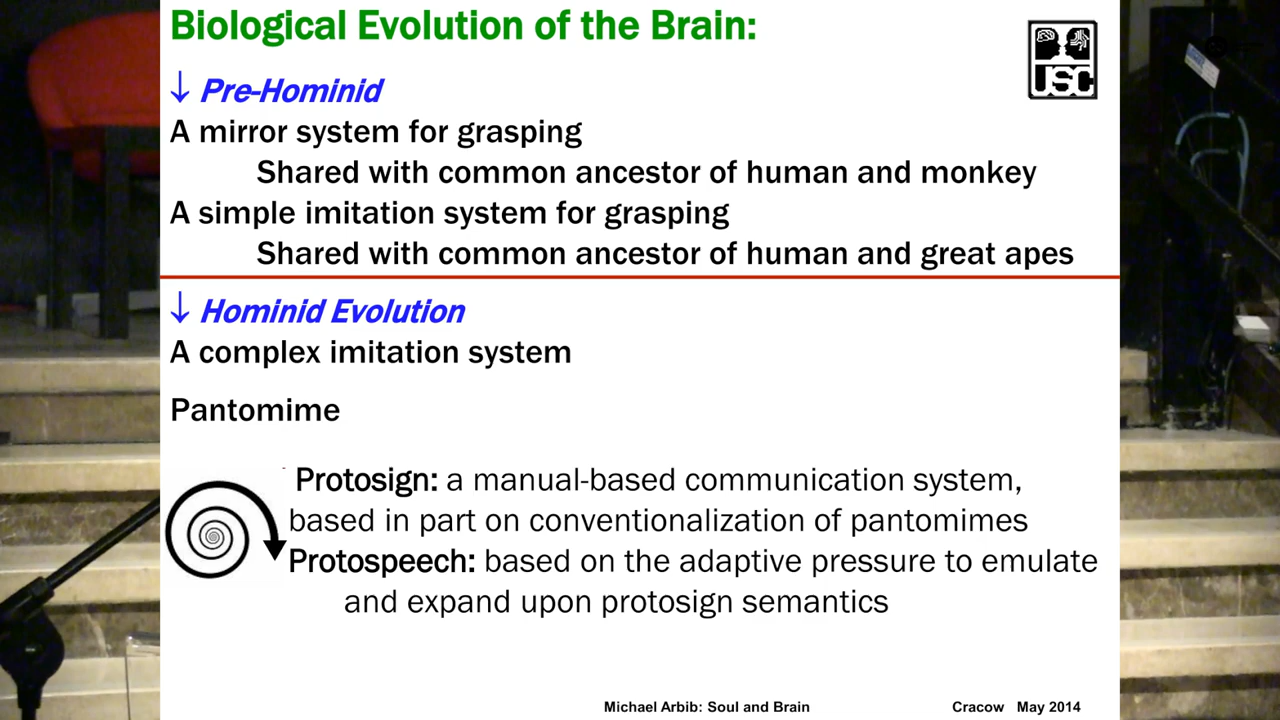 Biological Evolution of the Brain:
USC
↓ Pre-Hominid
A mirror system for grasping
Shared with common ancestor of human and monkey
A simple imitation system for grasping
Shared with common ancestor of human and great apes
↓ Hominid Evolution
A complex imitation system
Pantomime
Protosign: a manual-based communication system,
based in part on conventionalization of pantomimes
Protospeech: based on the adaptive pressure to emulate
and expand upon protosign semantics
Michael Arbib: Soul and Brain Cracow May 2014